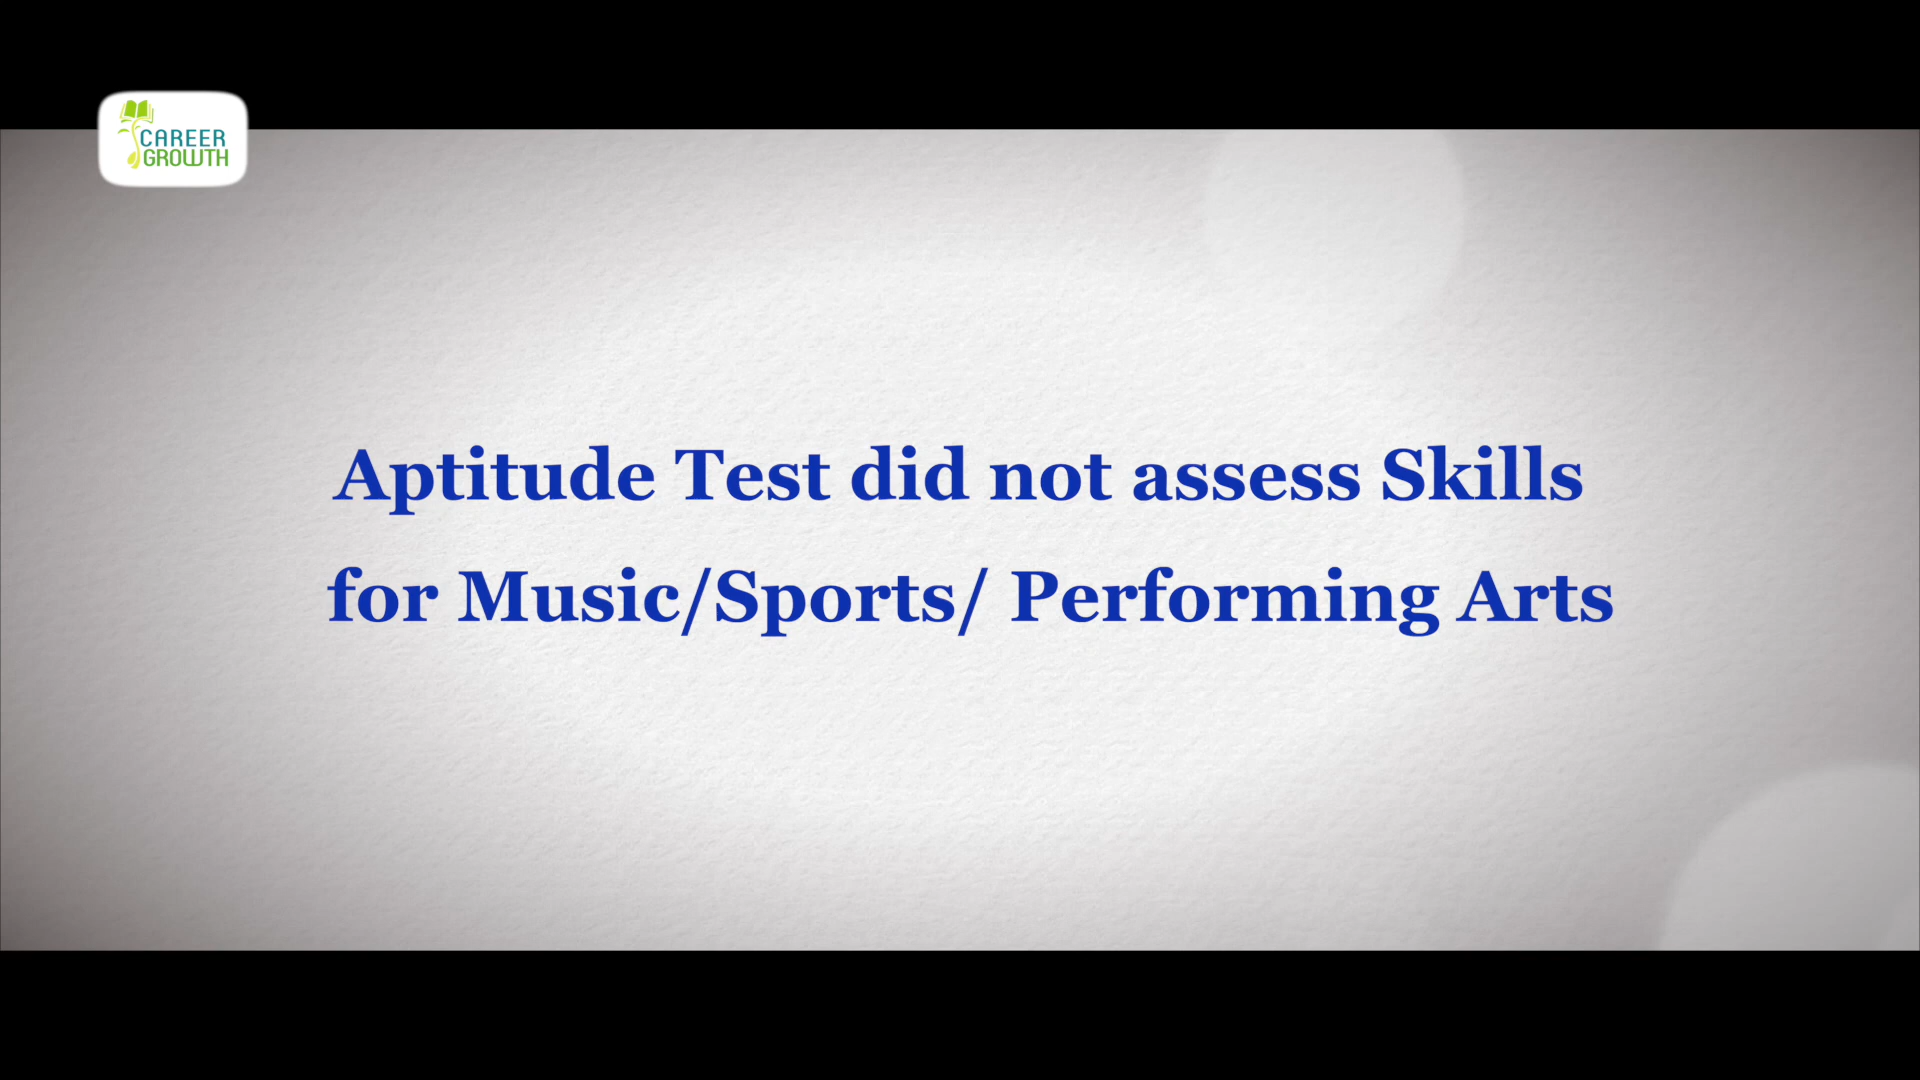 CAREER
GROWTH
Aptitude Test did not assess Skills
for Music/Sports/ Performing Arts